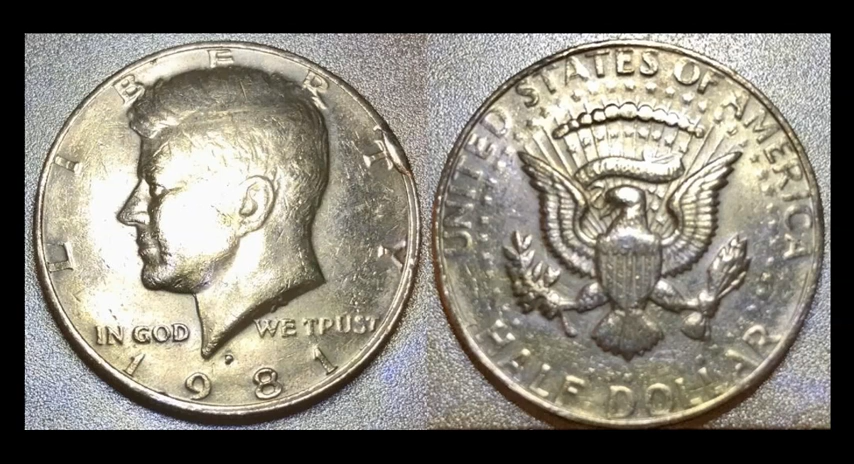 LIBERTY
IN GOD WE TRUST
P
1981
UNITED STATES OF AMERICA
HALF DOLLAR